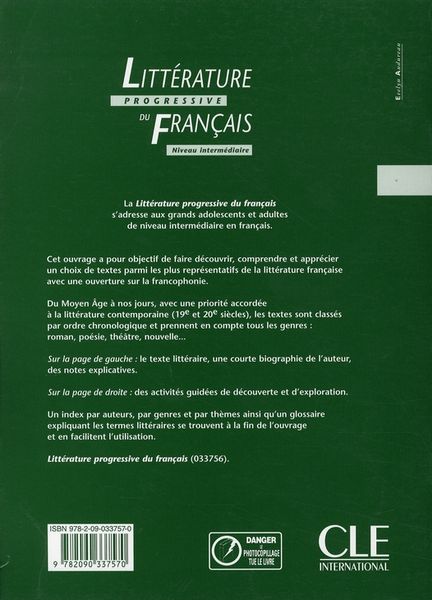 LITTÉRATURE
PROGRESSIVE
DU FRANÇAIS
Niveau intermédiaire
Evelyn Audureau
La Littérature progressive du français
s'adresse aux grands adolescents et adultes
de niveau intermédiaire en français.
Cet ouvrage a pour objectif de faire découvrir, comprendre et apprécier
un choix de textes parmi les plus représentatifs de la littérature française
avec une ouverture sur la francophonie.
Du Moyen Âge à nos jours, avec une priorité accordée
à la littérature contemporaine (19e et 20e siècles), les textes sont classés
par ordre chronologique et prennent en compte tous les genres :
roman, poésie, théâtre, nouvelle...
Sur la page de gauche : le texte littéraire, une courte biographie de l'auteur,
des notes explicatives.
Sur la page de droite : des activités guidées de découverte et d'exploration.
Un index par auteurs, par genres et par thèmes ainsi qu'un glossaire
expliquant les termes littéraires se trouvent à la fin de l'ouvrage
et en facilitent l'utilisation.
Littérature progressive du français (033756).
ISBN 978-2-09-033757-0
9 782090 337570
DANGER
LE
PHOTOCOPILLAGE
TUE LE LIVRE
CLE
INTERNATIONAL